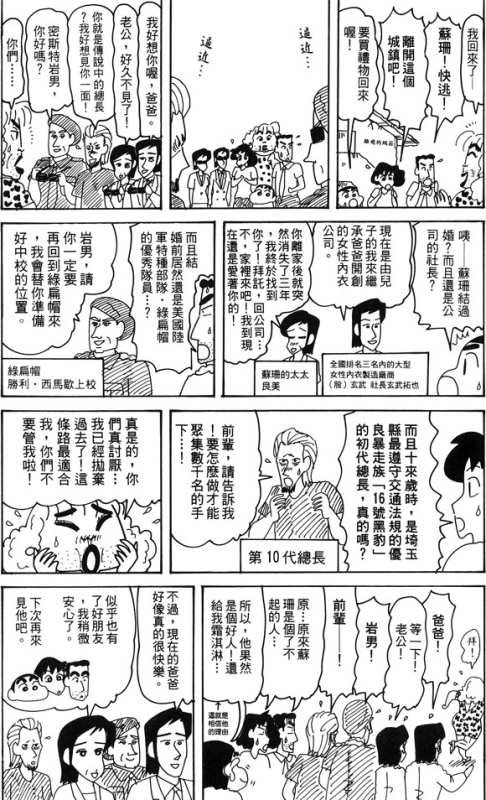 我回來了—
蘇珊!快逃!
離開這個
城鎮吧!
要買禮物回來
喔!
逼近…
逼近…
我好想你喔,爸爸。
老公,好久不見了!
你就是傳說中的總長
?我好想見你一面!
密斯特岩男,
你好嗎?
你們……
咦—蘇珊結過
婚?而且還是公
司的社長?
現在是由兒
子的我來繼
承爸爸開創
的女性內衣
公司。
全國排名三名內的大型
女性內衣製造廠商
(股)玄武 社長玄武拓也
你離家後就突
然消失了三年
,我終於找到
你了!拜託,回公司…
不,家裡來吧!我到現
在還是愛著你的!
蘇珊的太太
良美
而且結
婚前居然還是美國陸
軍特種部隊·綠扁帽
的優秀隊員…?
岩男,請
你一定要
再回到綠扁帽來
,我會替你準備
好中校的位置。
綠扁帽
勝利·西馬歇上校
而且十來歲時,是埼玉
縣最遵守交通法規的優
良暴走族「16號黑豹」
的初代總長,真的嗎?
前輩,請告訴我
!要怎麼做才能
聚集數千名的手
下…!
第10代總長
真是的,你
們真討厭…
我已經拋棄
過去了!這
條路最適合
我,你們不
要管我啦!
拜!
爸爸!
等一下!
老公!
岩男!
前輩
——!
原…原來蘇
珊是個了不
起的人…
所以,他果然
是個好人!還
給我霜淇淋…
這就是
相信他
的理由
不過,現在的爸爸
好像真的很快樂。
似乎也有
了好朋友
,我稍微
安心了。
下次再來
見他吧。